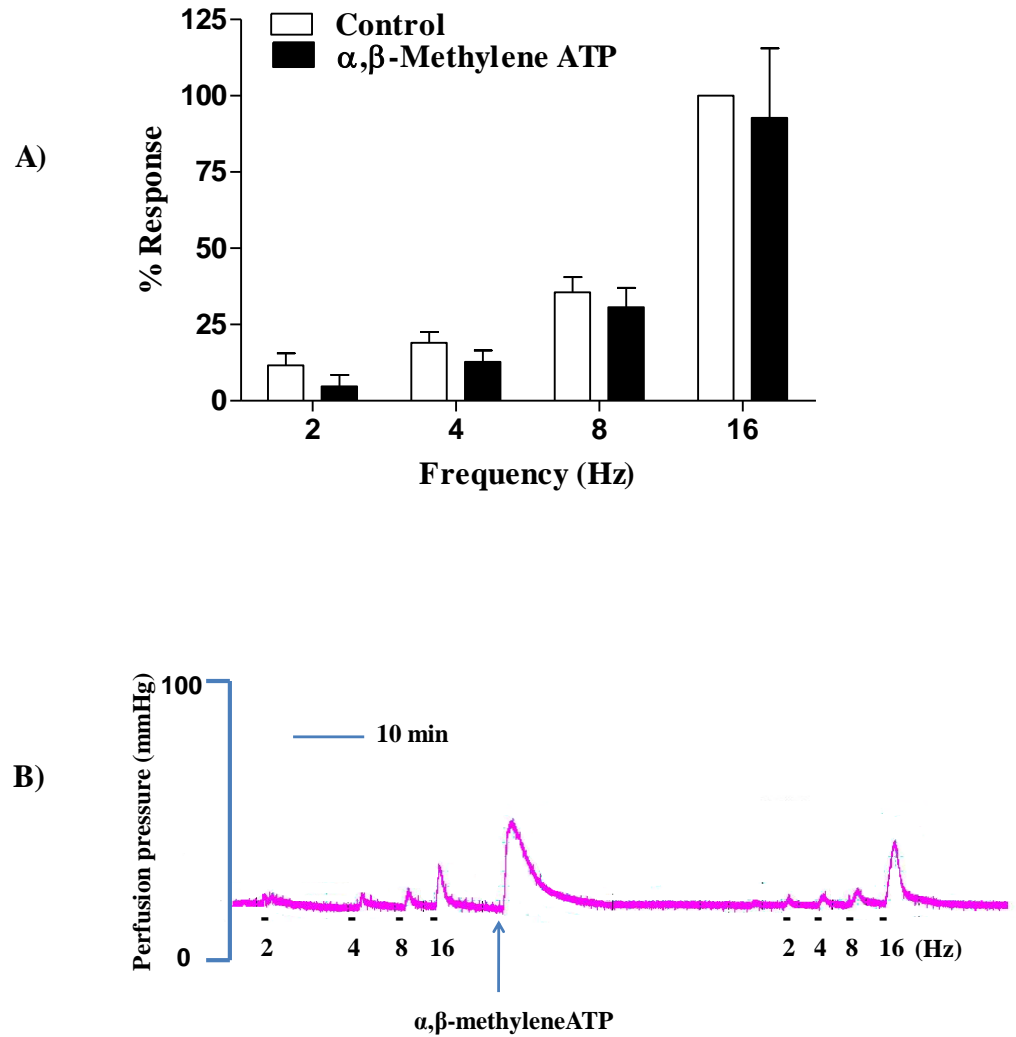 A)
% Response
125
100
75
50
25
0
Control
α,β-Methylene ATP
2 4 8 16
Frequency (Hz)
B)
Perfusion pressure (mmHg)
100
0
10 min
2 4 8 16 2 4 8 16 (Hz)
α,β-methyleneATP